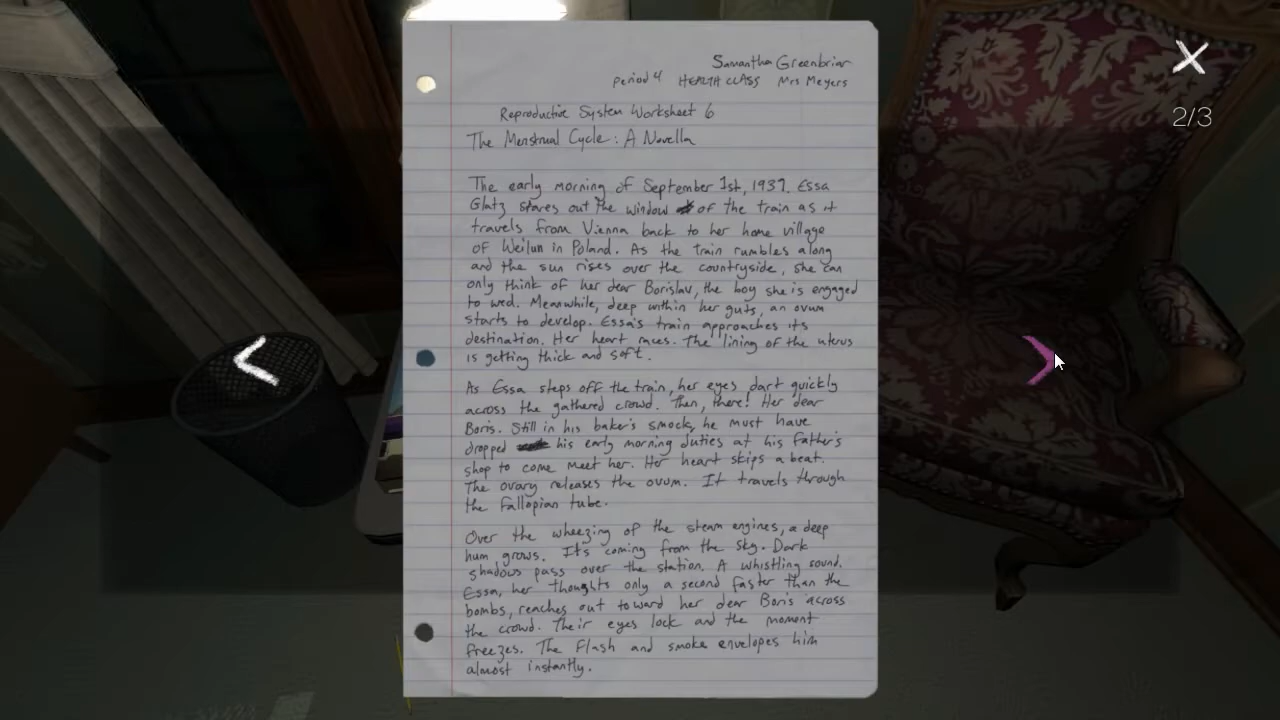 Samantha Greenbriar
period 4 HEALTH CLASS Mrs Meyers
2/3
Reproductive System Worksheet 6
The Menstrual Cycle: A Novella
The early morning of September 1st, 1937. Essa
Glatz stares out the window of the train as it
travels from Vienna back to her home village
of Weilun in Poland. As the train rumbles along
and the sun rises over the countryside, she can
only think of her dear Borislav, the boy she is engaged
to wed. Meanwhile, deep within her guts, an ovum
starts to develop. Essa's train approaches its
destination. Her heart races. The lining of the uterus
is getting thick and soft.
As Essa steps off the train, her eyes dart quickly
across the gathered crowd. Then, there! Her dear
Boris. Still in his baker's smock, he must have
dropped his early morning duties at his father's
shop to come meet her. Her heart skips a beat.
The ovary releases the ovum. It travels through
the fallopian tube.
Over the wheezing of the steam engines, a deep
hum grows. It's coming from the sky. Dark
shadows pass over the station. A whistling sound.
Essa, her thoughts only a second faster than the
bombs, reaches out toward her dear Boris across
the crowd. Their eyes lock and the moment
freezes. The flash and smoke envelopes him
almost instantly.